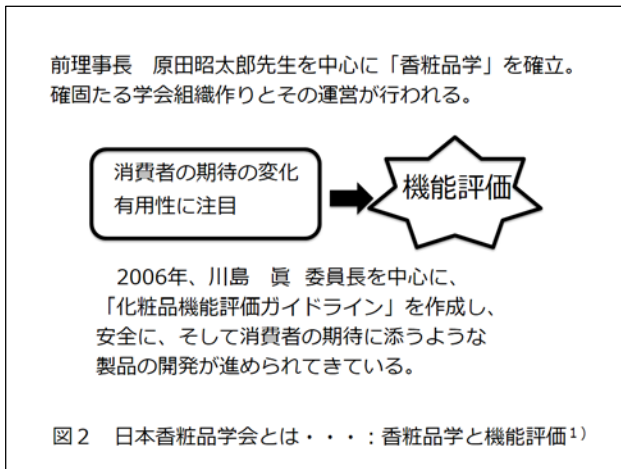 前理事長　原田昭太郎先生を中心に「香粧品学」を確立。
確固たる学会組織作りとその運営が行われる。
消費者の期待の変化
有用性に注目
機能評価
2006年、川島　眞 委員長を中心に、
「化粧品機能評価ガイドライン」を作成し、
安全に、そして消費者の期待に添うような
製品の開発が進められてきている。
図２　日本香粧品学会とは・・・：香粧品学と機能評価1)